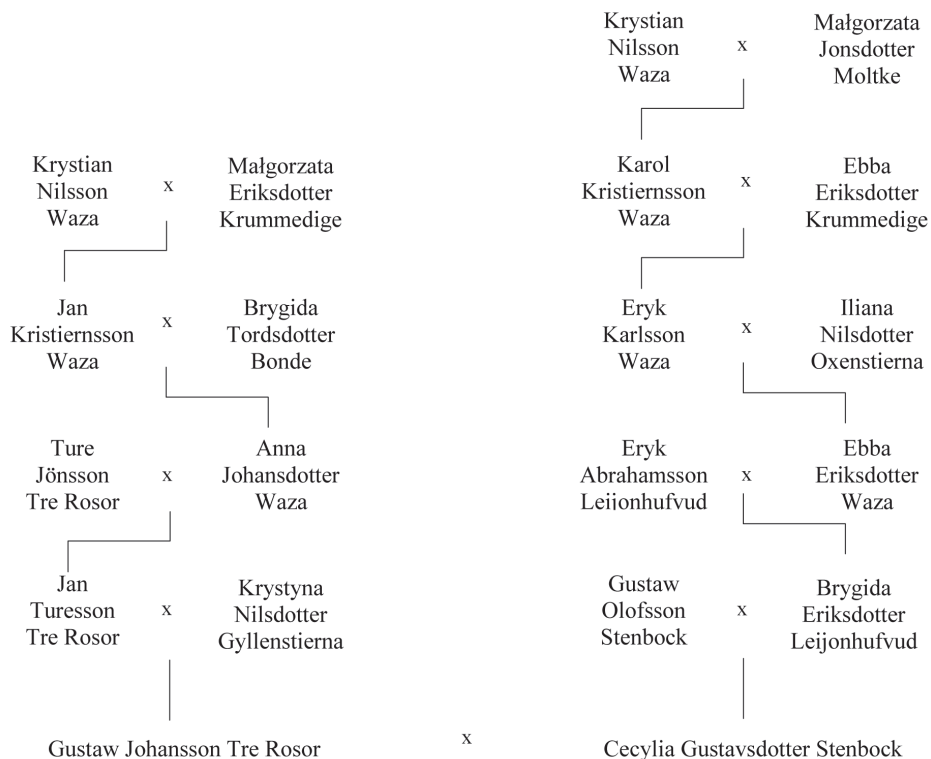 Krystian
Nilsson
Waza
x
Małgorzata
Jonsdotter
Moltke
Krystian
Nilsson
Waza
x
Małgorzata
Eriksdotter
Krummedige
Karol
Kristiernsson
Waza
x
Ebba
Eriksdotter
Krummedige
Jan
Kristiernsson
Waza
x
Brygida
Tordsdotter
Bonde
Eryk
Karlsson
Waza
x
Iliana
Nilsdotter
Oxenstierna
Ture
Jönsson
Tre Rosor
x
Anna
Johansdotter
Waza
Eryk
Abrahamsson
Leijonhufvud
x
Ebba
Eriksdotter
Waza
Jan
Turesson
Tre Rosor
x
Krystyna
Nilsdotter
Gyllenstierna
Gustaw
Olofsson
Stenbock
x
Brygida
Eriksdotter
Leijonhufvud
Gustaw Johansson Tre Rosor
x
Cecylia Gustavsdotter Stenbock